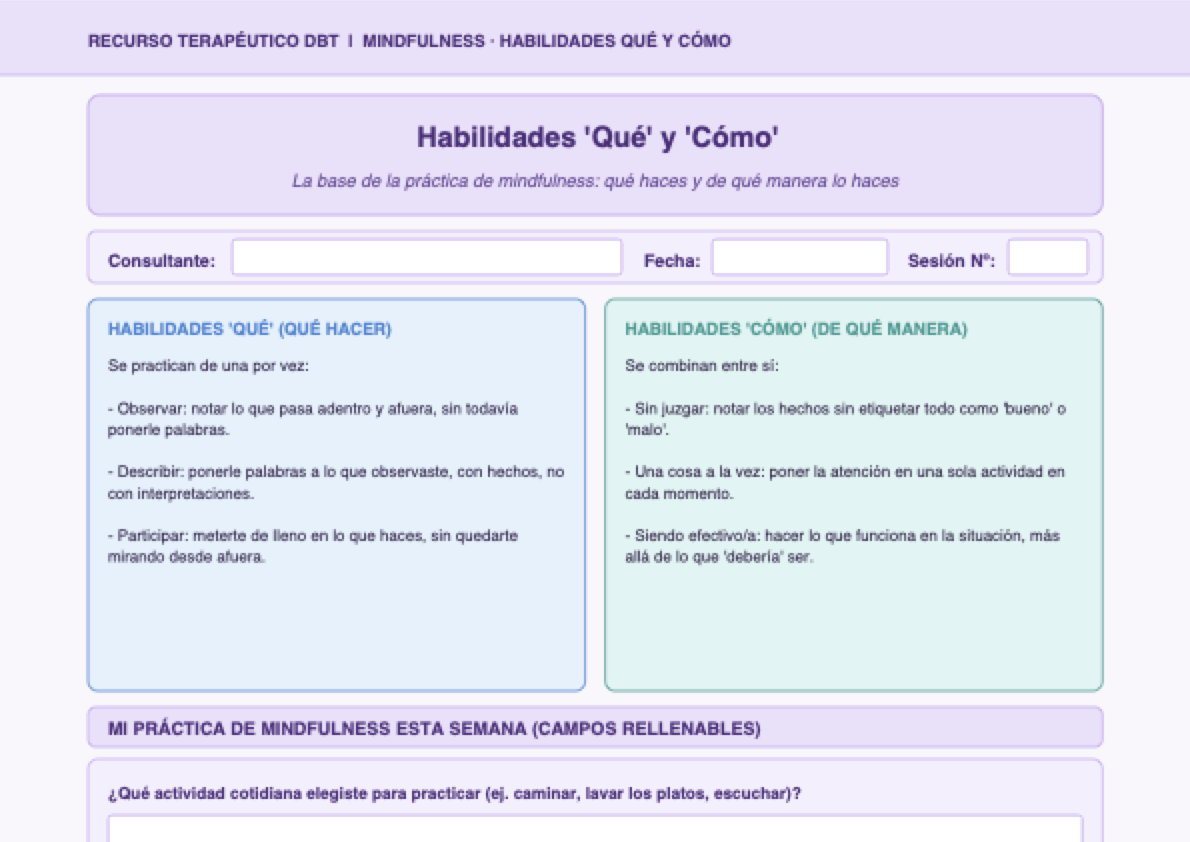 RECURSO TERAPÉUTICO DBT | MINDFULNESS · HABILIDADES QUÉ Y CÓMO
Habilidades 'Qué' y 'Cómo'
La base de la práctica de mindfulness: qué haces y de qué manera lo haces
Consultante: Fecha: Sesión Nº:
HABILIDADES 'QUÉ' (QUÉ HACER)
Se practican de una por vez:
- Observar: notar lo que pasa adentro y afuera, sin todavía
ponerle palabras.
- Describir: ponerle palabras a lo que observaste, con hechos, no
con interpretaciones.
- Participar: meterte de lleno en lo que haces, sin quedarte
mirando desde afuera.
HABILIDADES 'CÓMO' (DE QUÉ MANERA)
Se combinan entre sí:
- Sin juzgar: notar los hechos sin etiquetar todo como 'bueno' o
'malo'.
- Una cosa a la vez: poner la atención en una sola actividad en
cada momento.
- Siendo efectivo/a: hacer lo que funciona en la situación, más
allá de lo que 'debería' ser.
MI PRÁCTICA DE MINDFULNESS ESTA SEMANA (CAMPOS RELLENABLES)
¿Qué actividad cotidiana elegiste para practicar (ej. caminar, lavar los platos, escuchar)?